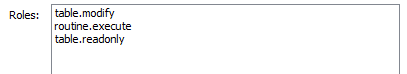 Roles:
table.modify
routine.execute
table.readonly